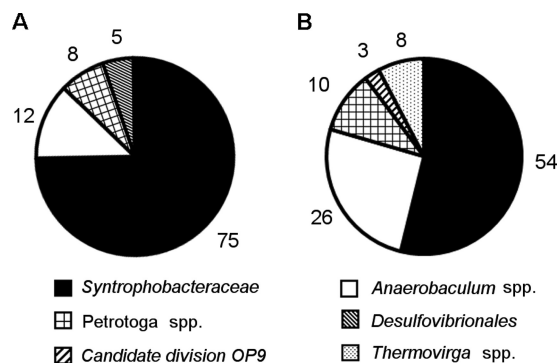 A
B
5
8
12
75
8
3
10
54
26
Syntrophobacteraceae
Anaerobaculum spp.
Petrotoga spp.
Desulfovibrionales
Candidate division OP9
Thermovirga spp.